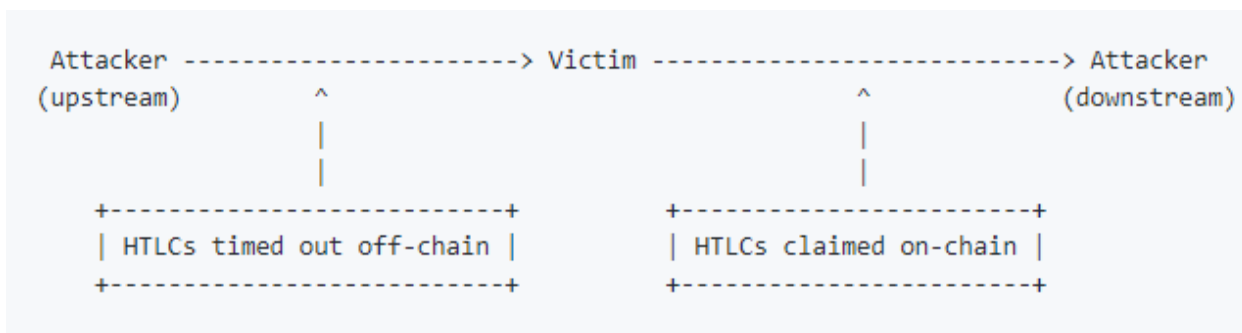 Attacker -----------------------> Victim ----------------------------> Attacker
(upstream) ^ ^ (downstream)
| |
| |
+---------------------------+ +------------------------+
| HTLCs timed out off-chain | | HTLCs claimed on-chain |
+---------------------------+ +------------------------+